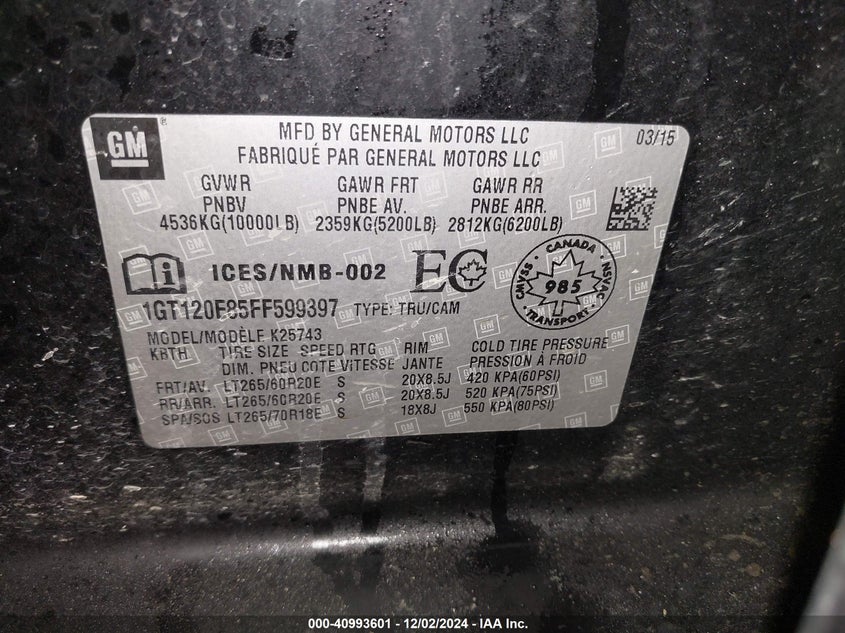 GM ®
MFD BY GENERAL MOTORS LLC 03/15
FABRIQUÉ PAR GENERAL MOTORS LLC
GVWR GAWR FRT GAWR RR
PNBV PNBE AV. PNBE ARR.
4536KG(10000LB) 2359KG(5200LB) 2812KG(6200LB)
ICES/NMB-002 EC
CANADA
CMVSS 985 NSVAC
TRANSPORT
1GT120E85FF599397 TYPE: TRU/CAM
MODEL/MODÈLE K25743
KBTH TIRE SIZE SPEED RTG RIM COLD TIRE PRESSURE
DIM. PNEU COTE VITESSE JANTE PRESSION À FROID
FRT/AV. LT265/60R20E S 20X8.5J 420 KPA(60PSI)
RR/ARR. LT265/60R20E S 20X8.5J 520 KPA(75PSI)
SPA/SOS LT265/70R18E S 18X8J 550 KPA(80PSI)
000-40993601 - 12/02/2024 - IAA Inc.